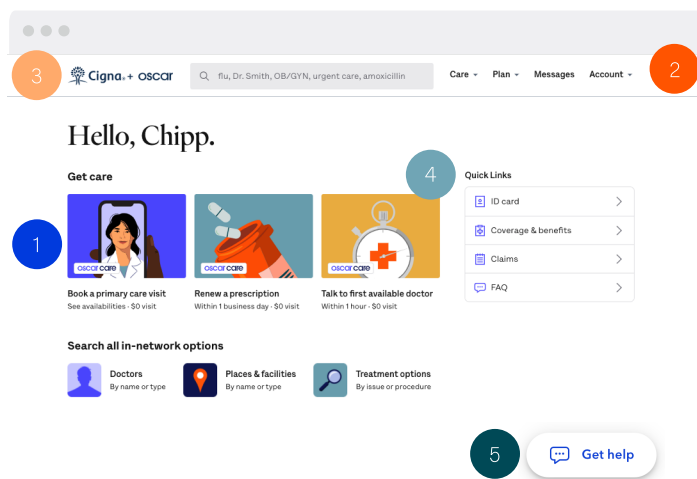 3
Cigna + oscar
flu, Dr. Smith, OB/GYN, urgent care, amoxicillin
Care
Plan
Messages
Account
2
Hello, Chipp.
Get care
4
Quick Links
1
oscar care
oscar care
oscar care
ID card
Coverage & benefits
Claims
FAQ
Book a primary care visit
See availabilities · $0 visit
Renew a prescription
Within 1 business day · $0 visit
Talk to first available doctor
Within 1 hour · $0 visit
Search all in-network options
Doctors
By name or type
Places & facilities
By name or type
Treatment options
By issue or procedure
5
Get help